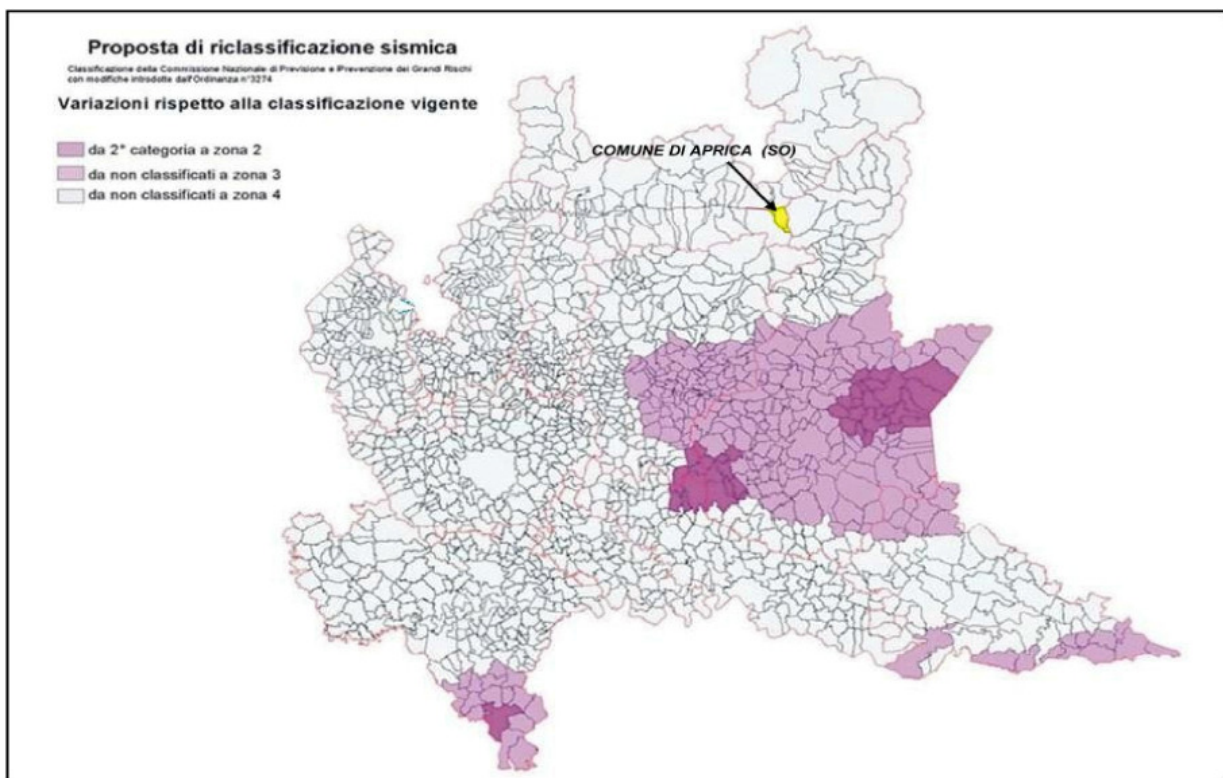 Proposta di riclassificazione sismica
Classificazione della Commissione Nazionale di Previsione e Prevenzione dei Grandi Rischi
con modifiche introdotte dall'Ordinanza n°3274
Variazioni rispetto alla classificazione vigente
da 2° categoria a zona 2
da non classificati a zona 3
da non classificati a zona 4
COMUNE DI APRICA (SO)